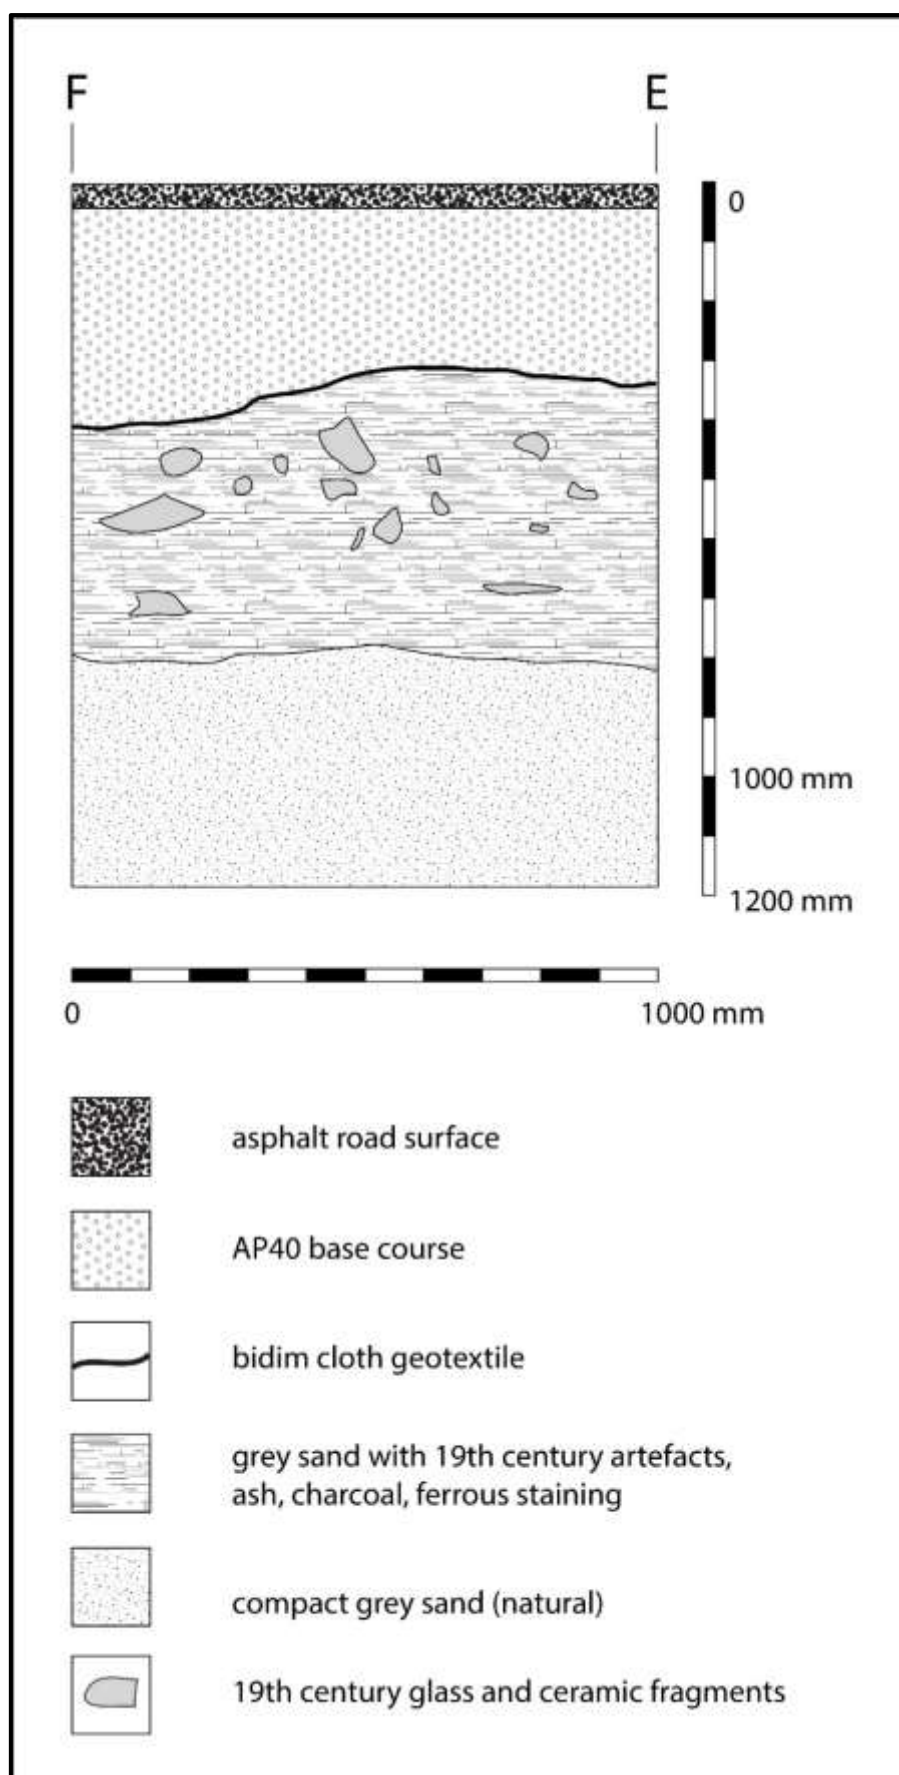 F
E
0
1000 mm
1200 mm
0
1000 mm
asphalt road surface
AP40 base course
bidim cloth geotextile
grey sand with 19th century artefacts,
ash, charcoal, ferrous staining
compact grey sand (natural)
19th century glass and ceramic fragments